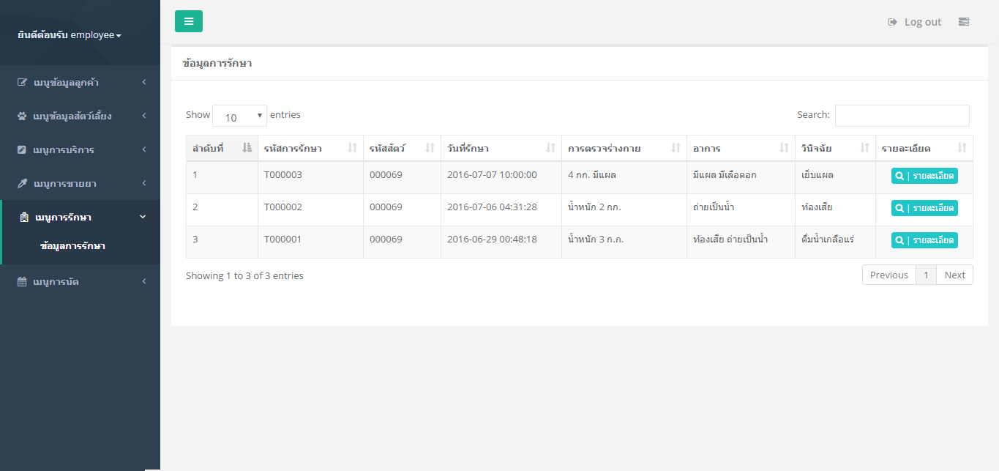 ยินดีต้อนรับ employee
Log out
เมนูข้อมูลลูกค้า
เมนูข้อมูลสัตว์เลี้ยง
เมนูการบริการ
เมนูการขายยา
เมนูการรักษา
ข้อมูลการรักษา
เมนูการนัด
ข้อมูลการรักษา
Show 10 entries
Search:
ลำดับที่ รหัสการรักษา รหัสสัตว์ วันที่รักษา การตรวจร่างกาย อาการ วินิจฉัย รายละเอียด
1 T000003 000069 2016-07-07 10:00:00 4 กก. มีแผล มีแผล มีเลือดอก เย็บแผล | รายละเอียด
2 T000002 000069 2016-07-06 04:31:28 น้ำหนัก 2 กก. ถ่ายเป็นน้ำ ท้องเสีย | รายละเอียด
3 T000001 000069 2016-06-29 00:48:18 น้ำหนัก 3 ก.ก. ท้องเสีย ถ่ายเป็นน้ำ ดื่มน้ำเกลือแร่ | รายละเอียด
Showing 1 to 3 of 3 entries
Previous 1 Next